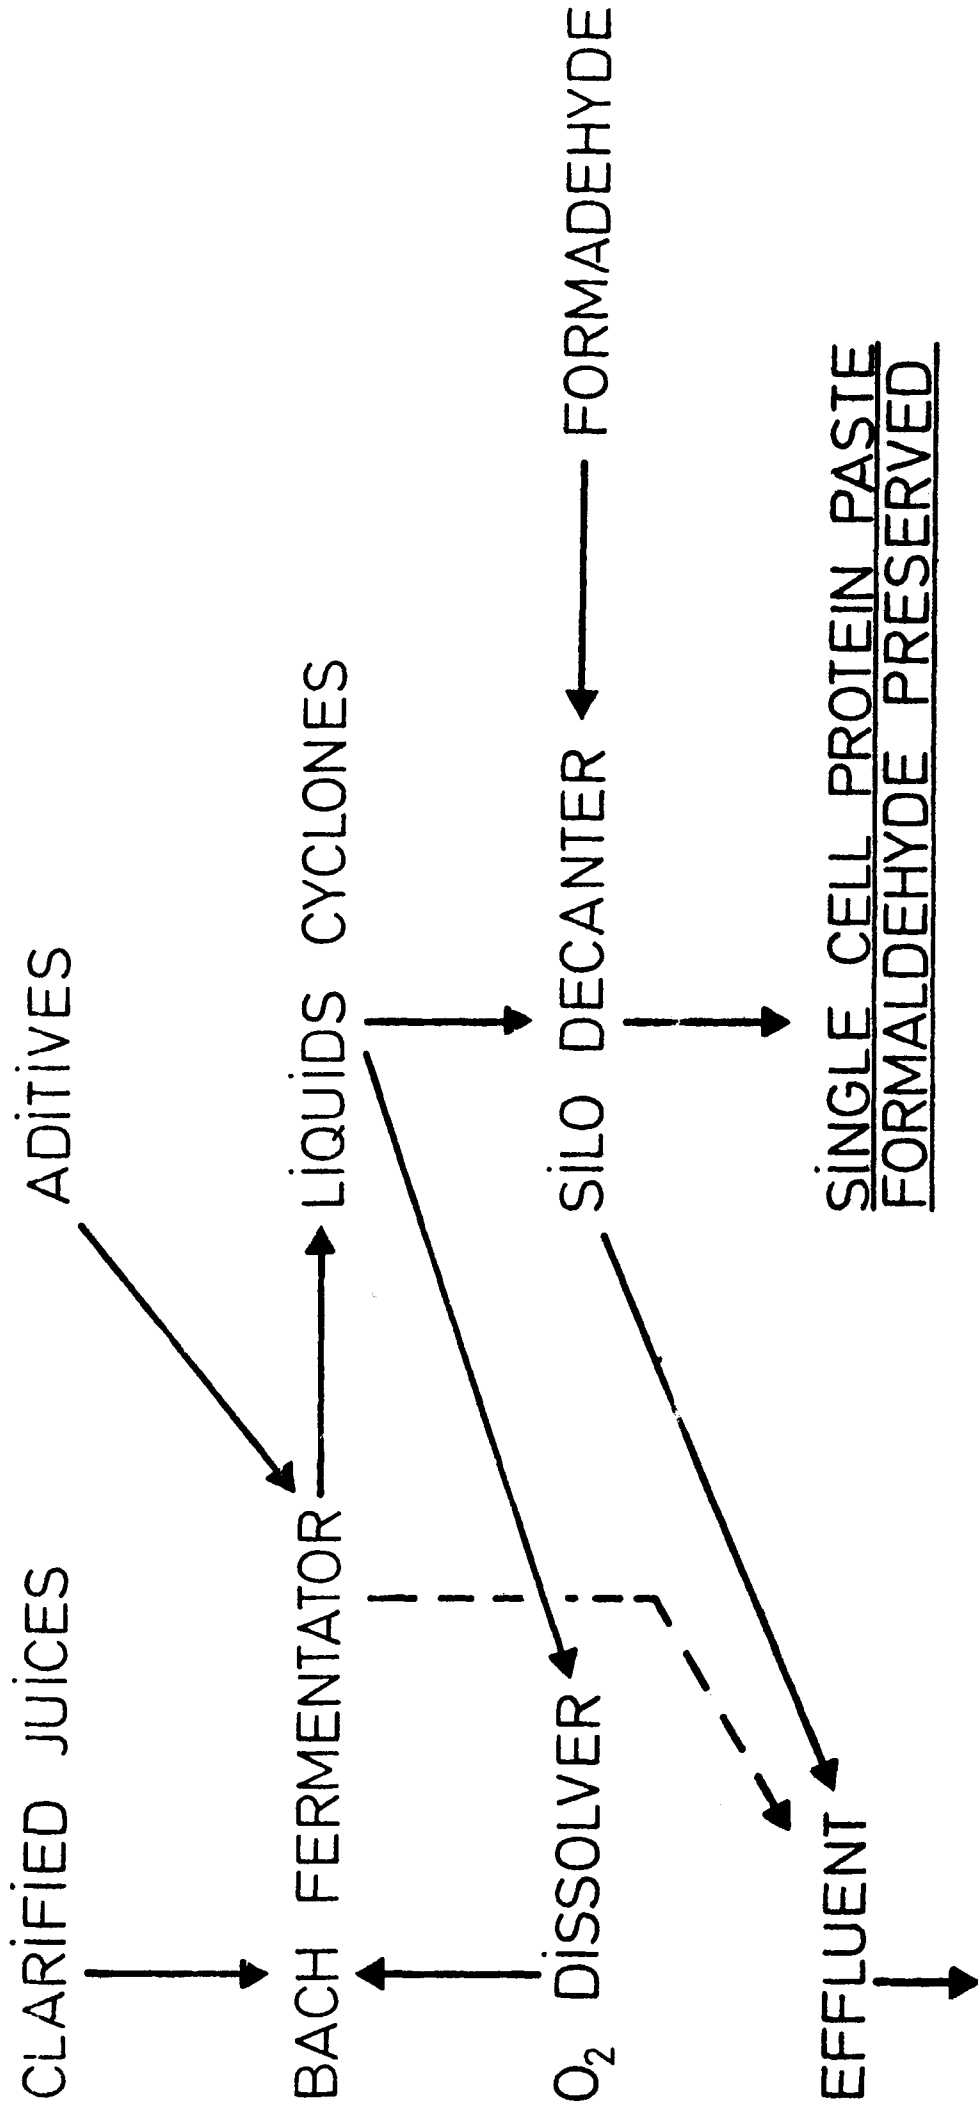 CLARIFIED JUICES
ADITIVES
BACH FERMENTATOR
LIQUIDS CYCLONES
O₂ DISSOLVER
SILO DECANTER
FORMADEHYDE
EFFLUENT
SINGLE CELL PROTEIN PASTE
FORMALDEHYDE PRESERVED